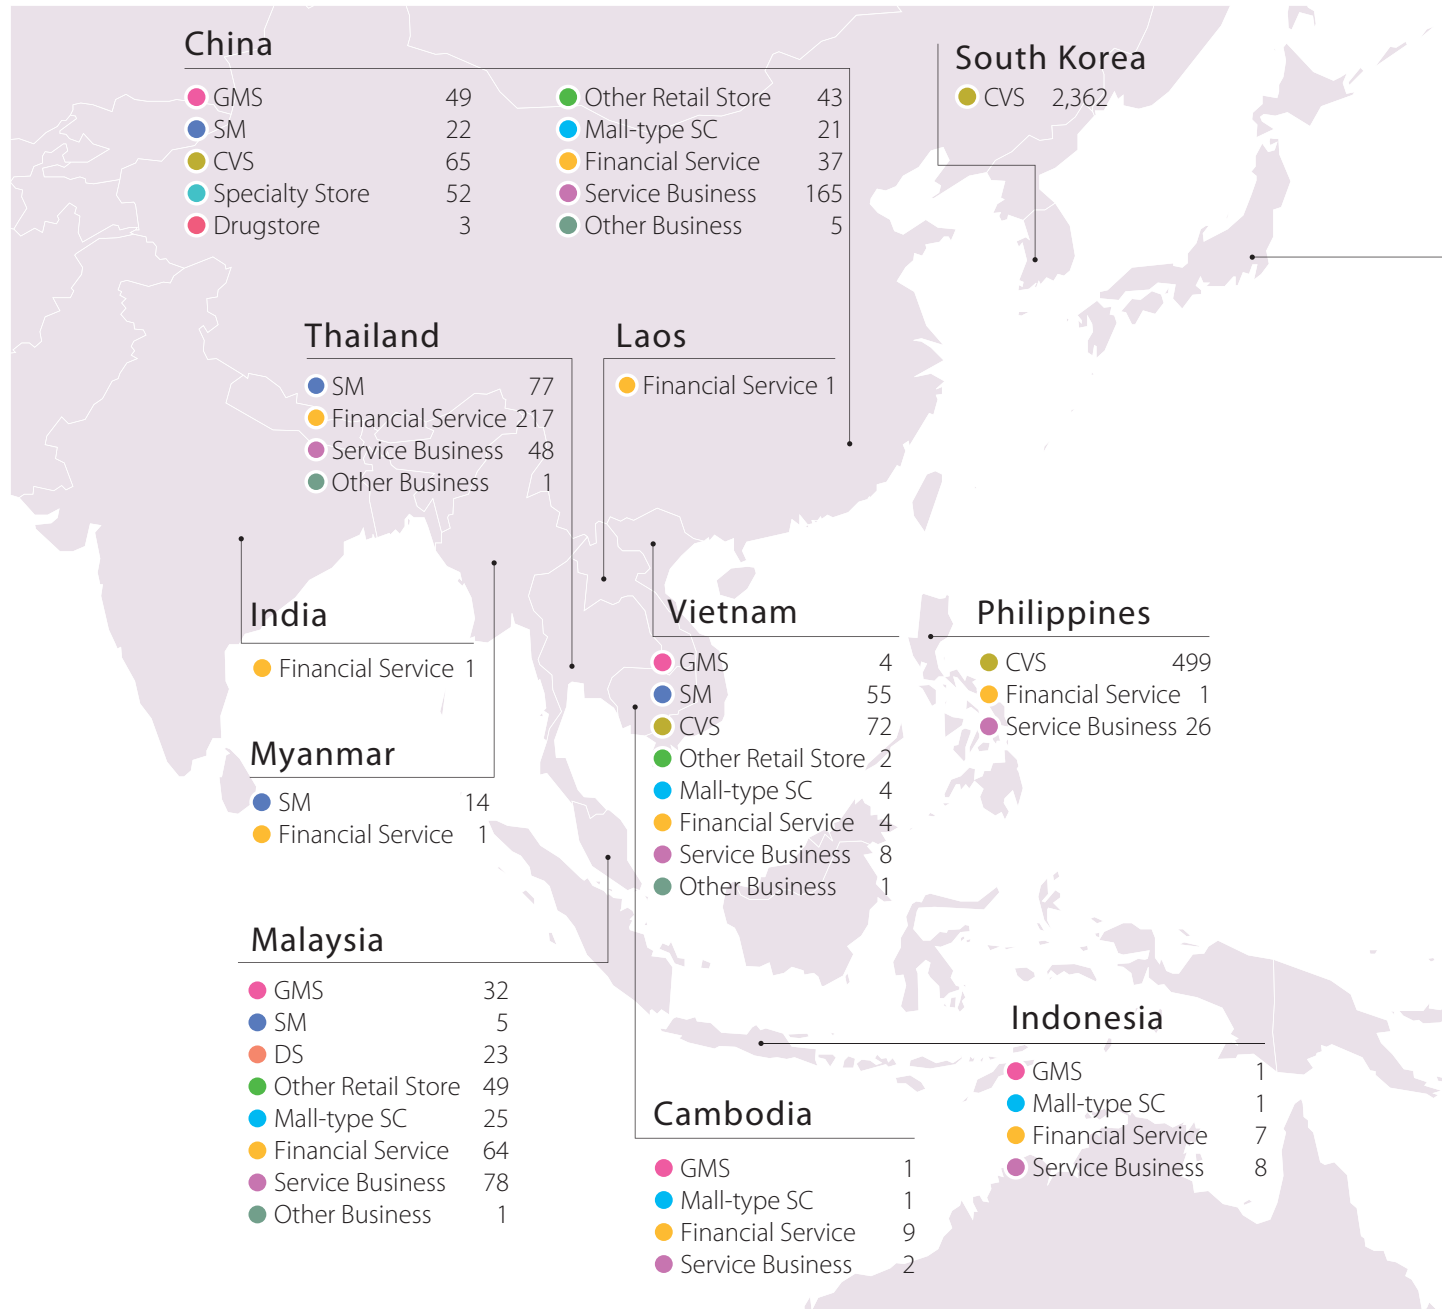 China
GMS 49
SM 22
CVS 65
Specialty Store 52
Drugstore 3
Other Retail Store 43
Mall-type SC 21
Financial Service 37
Service Business 165
Other Business 5
South Korea
CVS 2,362
Thailand
SM 77
Financial Service 217
Service Business 48
Other Business 1
Laos
Financial Service 1
India
Financial Service 1
Myanmar
SM 14
Financial Service 1
Vietnam
GMS 4
SM 55
CVS 72
Other Retail Store 2
Mall-type SC 4
Financial Service 4
Service Business 8
Other Business 1
Philippines
CVS 499
Financial Service 1
Service Business 26
Malaysia
GMS 32
SM 5
DS 23
Other Retail Store 49
Mall-type SC 25
Financial Service 64
Service Business 78
Other Business 1
Cambodia
GMS 1
Mall-type SC 1
Financial Service 9
Service Business 2
Indonesia
GMS 1
Mall-type SC 1
Financial Service 7
Service Business 8